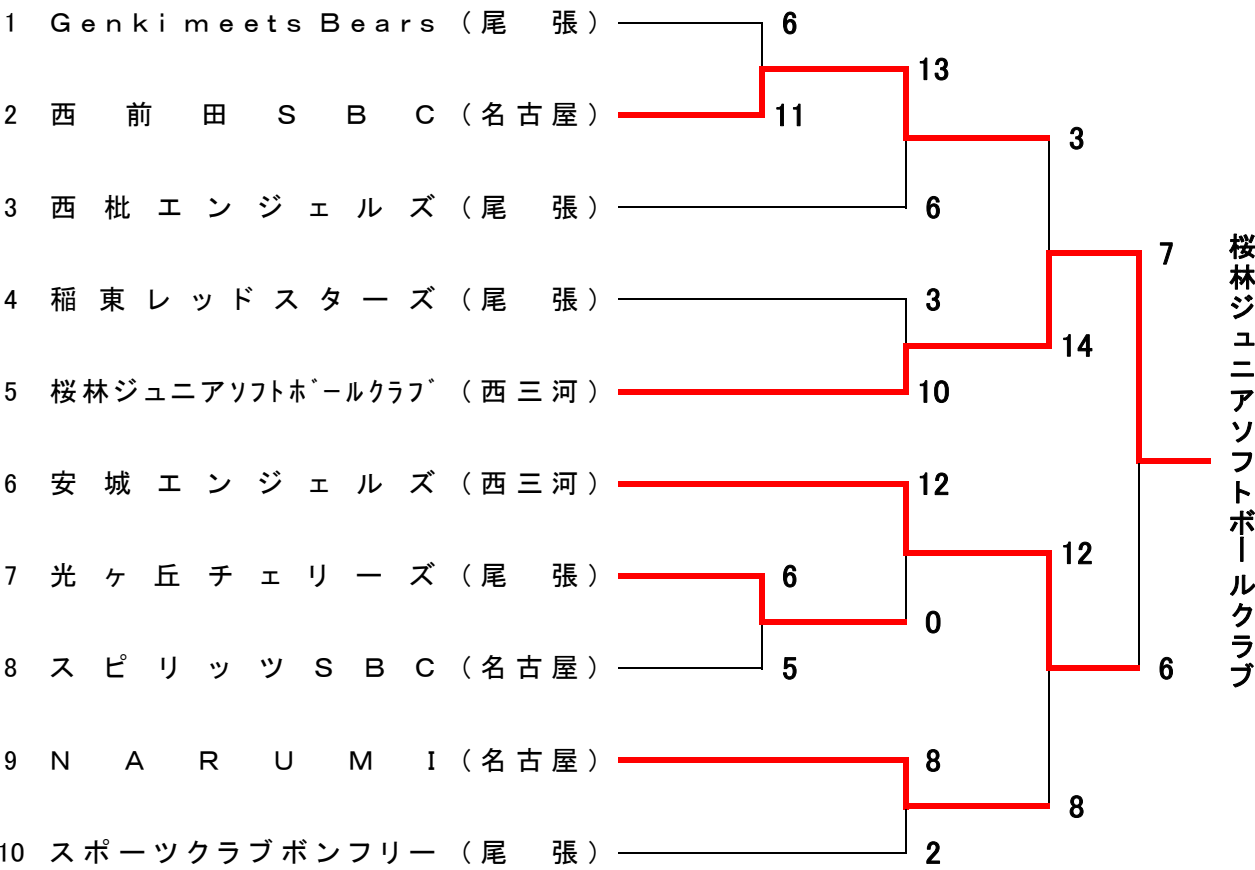 1 Genki meets Bears (尾 張) 6
13
2 西前田SBC (名古屋) 11
3
3 西枇エンジェルズ (尾 張) 6
7
4 稲東レッドスターズ (尾 張) 3
14
5 桜林ジュニアソフトボールクラブ (西三河) 10
桜林ジュニアソフトボールクラブ
6 安城エンジェルズ (西三河) 12
12
7 光ヶ丘チェリーズ (尾 張) 6
0
8 スピリッツSBC (名古屋) 5
6
9 NARUMI (名古屋) 8
8
10 スポーツクラブボンフリー (尾 張) 2